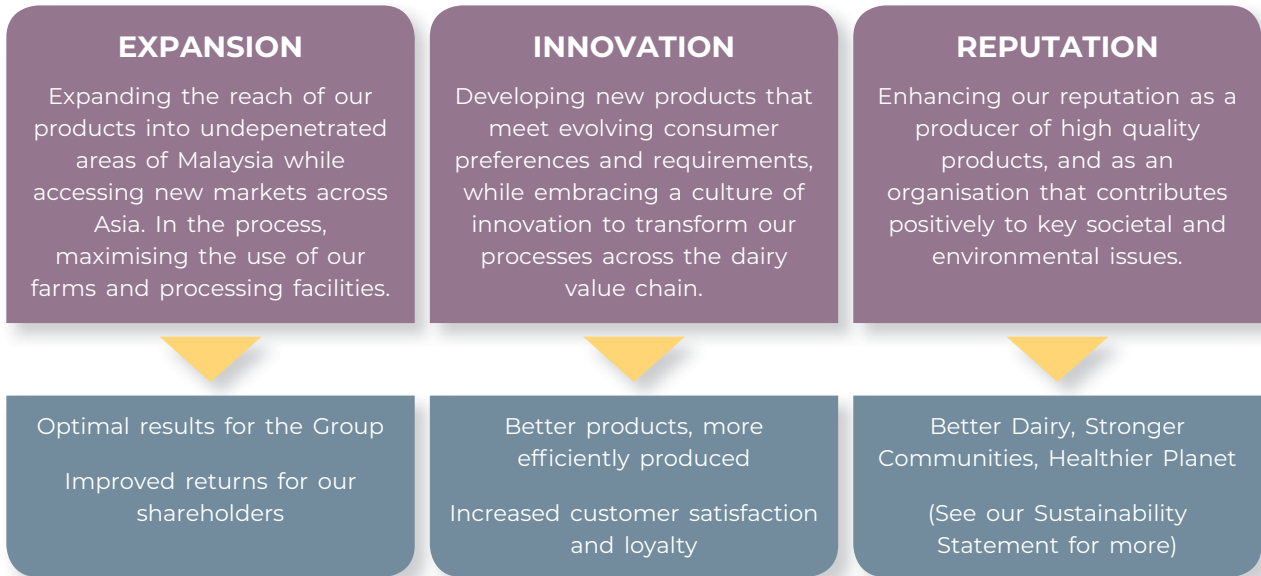 EXPANSION
Expanding the reach of our
products into undepenetrated
areas of Malaysia while
accessing new markets across
Asia. In the process,
maximising the use of our
farms and processing facilities.
Optimal results for the Group
Improved returns for our
shareholders
INNOVATION
Developing new products that
meet evolving consumer
preferences and requirements,
while embracing a culture of
innovation to transform our
processes across the dairy
value chain.
Better products, more
efficiently produced
Increased customer satisfaction
and loyalty
REPUTATION
Enhancing our reputation as a
producer of high quality
products, and as an
organisation that contributes
positively to key societal and
environmental issues.
Better Dairy, Stronger
Communities, Healthier Planet
(See our Sustainability
Statement for more)